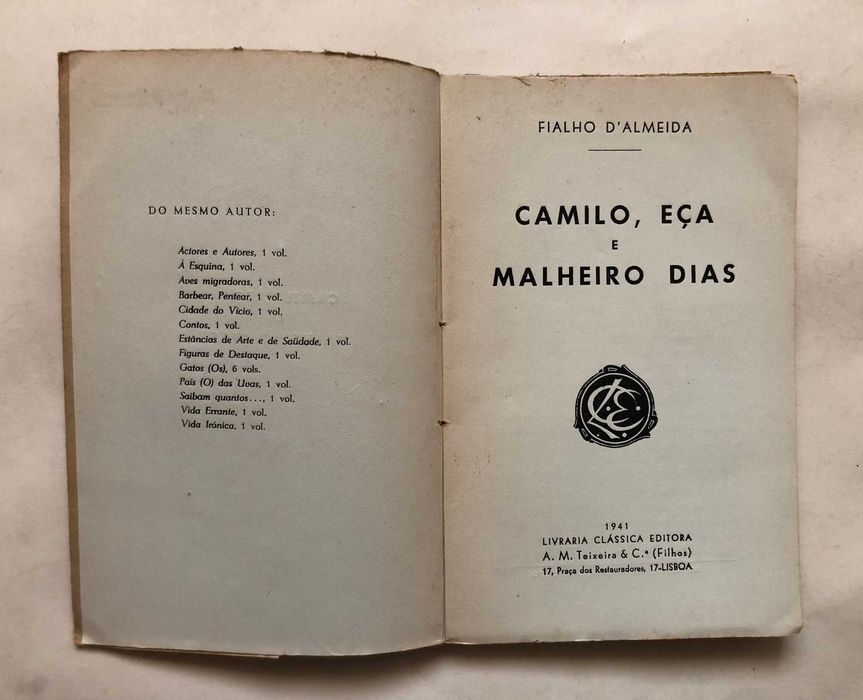 DO MESMO AUTOR:
Actores e Autores, 1 vol.
À Esquina, 1 vol.
Aves migradoras, 1 vol.
Barbear, Pentear, 1 vol.
Cidade do Vício, 1 vol.
Contos, 1 vol.
Estâncias de Arte e de Saüdade, 1 vol.
Figuras de Destaque, 1 vol.
Gatos (Os), 6 vols.
País (O) das Uvas, 1 vol.
Saibam quantos..., 1 vol.
Vida Errante, 1 vol.
Vida Irónica, 1 vol.
FIALHO D'ALMEIDA
CAMILO, EÇA
E
MALHEIRO DIAS
1941
LIVRARIA CLÁSSICA EDITORA
A. M. Teixeira & C.ª (Filhos)
17, Praça dos Restauradores, 17-LISBOA